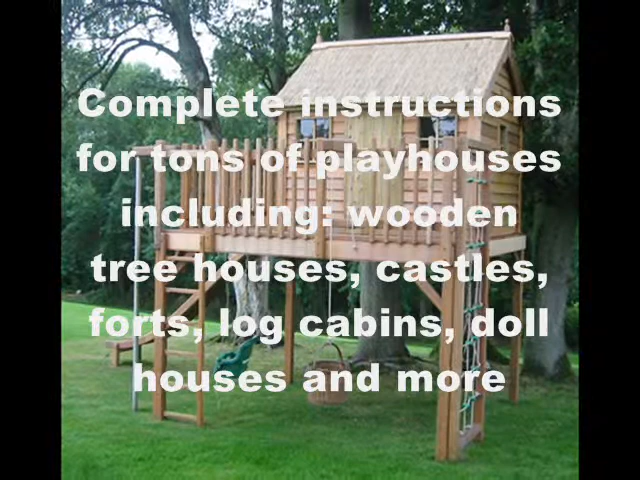 Complete instructions
for tons of playhouses
including: wooden
tree houses, castles,
forts, log cabins, doll
houses and more